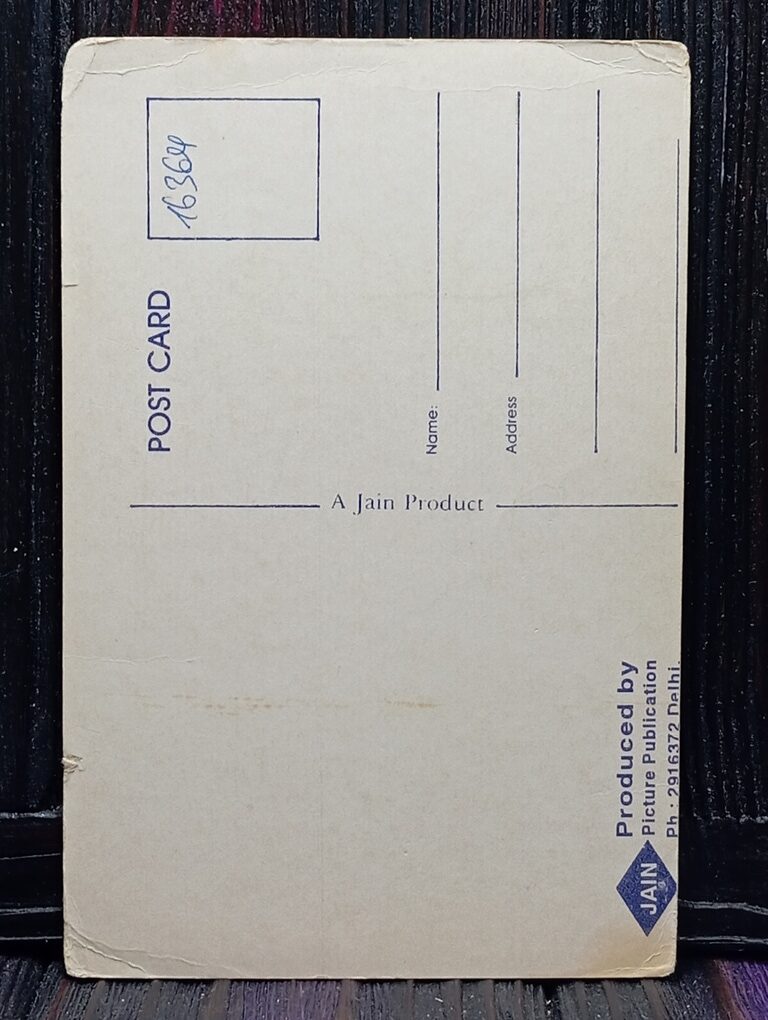 POST CARD
16364
Name:
Address
A Jain Product
JAIN
Produced by
Picture Publication
Ph : 2916372 Delhi.